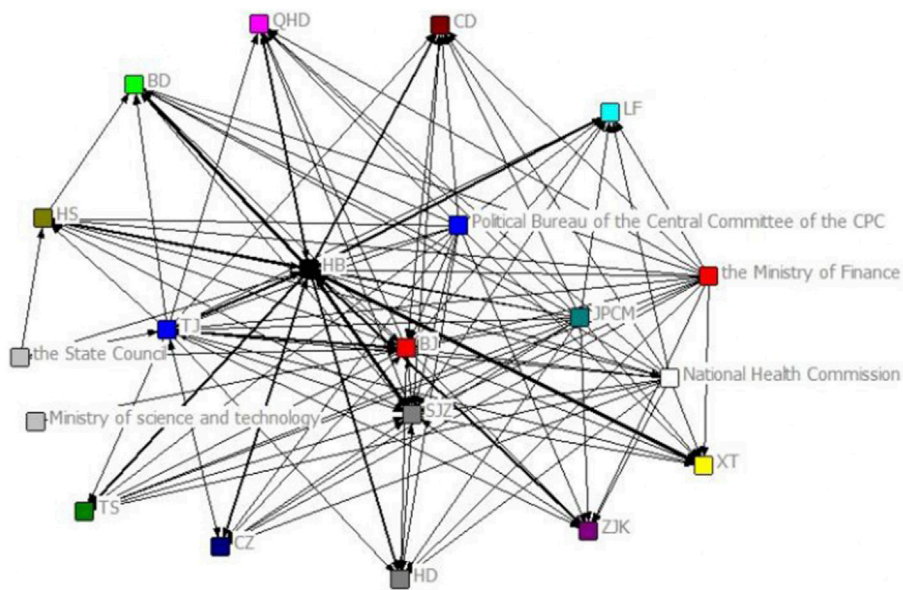 QHD
CD
BD
LF
HS
Political Bureau of the Central Committee of the CPC
HB
the Ministry of Finance
JPCM
TJ
BJ
the State Council
National Health Commission
SJZ
Ministry of science and technology
XT
TS
ZJK
CZ
HD